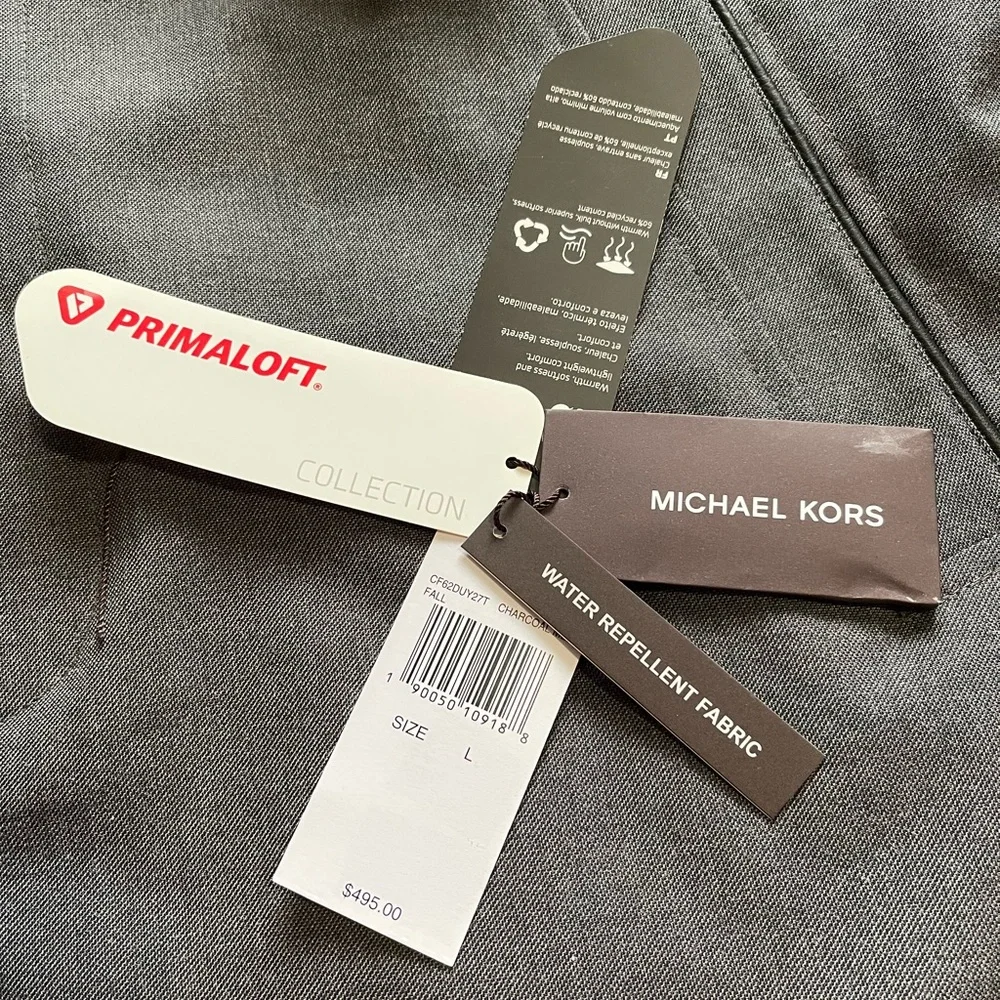 PRIMALOFT®
COLLECTION
Warmth, softness and
lightweight comfort.
Chaleur, souplesse, légèreté
et confort.
Efeito térmico, maleabilidade,
leveza e conforto.
Warmth without bulk, superior softness,
60% recycled content
FR
Chaleur sans entrave, souplesse
exceptionnelle, 60% de contenu recyclé
PT
Aquecimento com volume mínimo, alta
maleabilidade, conteúdo 60% reciclado
MICHAEL KORS
WATER REPELLENT FABRIC
CF62DUY27T CHARCOAL
FALL
1 90050 10918 8
SIZE L
$495.00